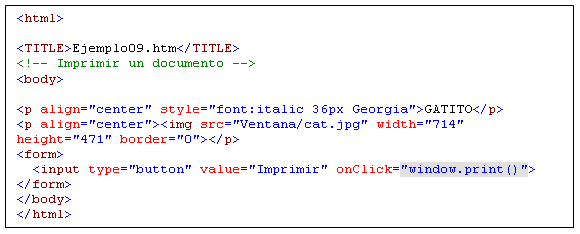 <html>
<TITLE>Ejemplo09.htm</TITLE>
<!-- Imprimir un documento -->
<body>
<p align="center" style="font:italic 36px Georgia">GATITO</p>
<p align="center"><img src="Ventana/cat.jpg" width="714"
height="471" border="0"></p>
<form>
<input type="button" value="Imprimir" onClick="window.print()">
</form>
</body>
</html>